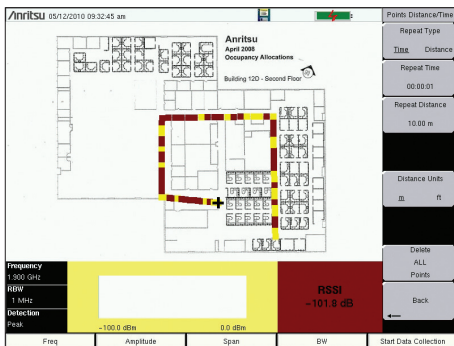 Anritsu 05/12/2010 09:32:45 am
Points Distance/Time
Repeat Type
Time Distance
Repeat Time
00:00:01
Repeat Distance
10.00 m
Distance Units
m ft
Delete
ALL
Points
Back
Anritsu
April 2008
Occupancy Allocations
Building 12D - Second Floor
Frequency
1.900 GHz
RBW
1 MHz
Detection
Peak
-100.0 dBm 0.0 dBm
RSSI
-101.8 dB
Freq Amplitude Span BW Start Data Collection